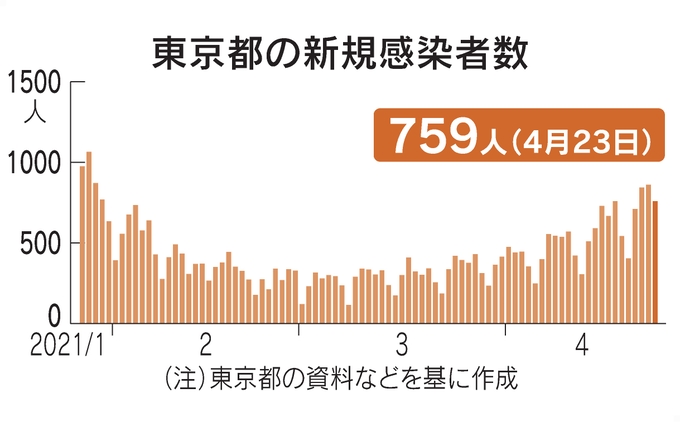 東京都の新規感染者数
1500
人
759人(4月23日)
1000
500
0
2021/1 2 3 4
(注)東京都の資料などを基に作成